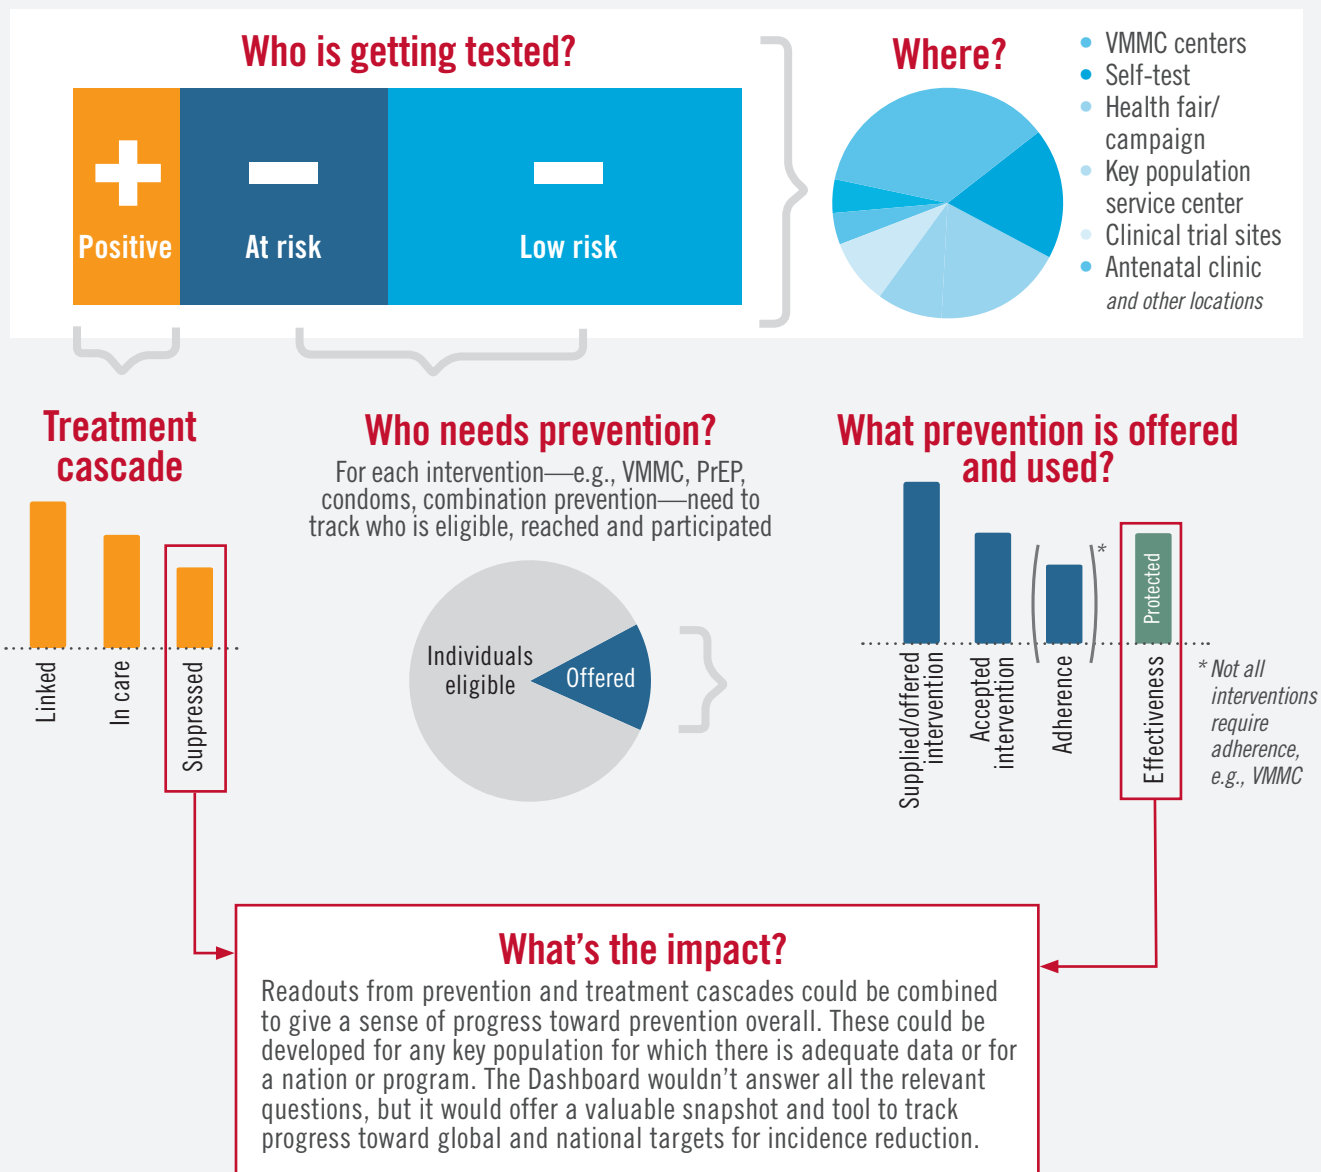 Who is getting tested?
Positive
At risk
Low risk
Where?
VMMC centers
Self-test
Health fair/
campaign
Key population
service center
Clinical trial sites
Antenatal clinic
and other locations
Treatment
cascade
Linked
In care
Suppressed
Who needs prevention?
For each intervention—e.g., VMMC, PrEP,
condoms, combination prevention—need to
track who is eligible, reached and participated
Individuals
eligible
Offered
What prevention is offered
and used?
Supplied/offered
intervention
Accepted
intervention
Adherence
*
Protected
Effectiveness
* Not all
interventions
require
adherence,
e.g., VMMC
What's the impact?
Readouts from prevention and treatment cascades could be combined
to give a sense of progress toward prevention overall. These could be
developed for any key population for which there is adequate data or for
a nation or program. The Dashboard wouldn't answer all the relevant
questions, but it would offer a valuable snapshot and tool to track
progress toward global and national targets for incidence reduction.